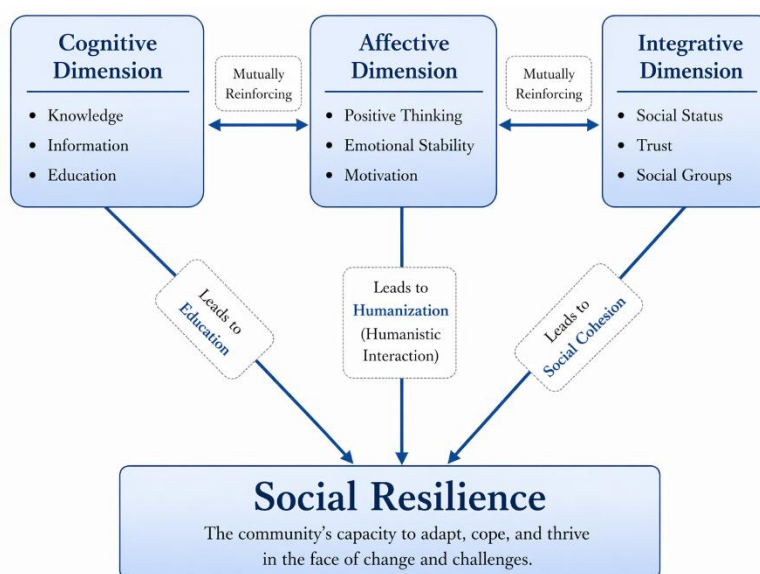 Cognitive
Dimension
• Knowledge
• Information
• Education
Mutually
Reinforcing
Affective
Dimension
• Positive Thinking
• Emotional Stability
• Motivation
Mutually
Reinforcing
Integrative
Dimension
• Social Status
• Trust
• Social Groups
Leads to
Education
Leads to
Humanization
(Humanistic
Interaction)
Leads to
Social Cohesion
Social Resilience
The community's capacity to adapt, cope, and thrive
in the face of change and challenges.